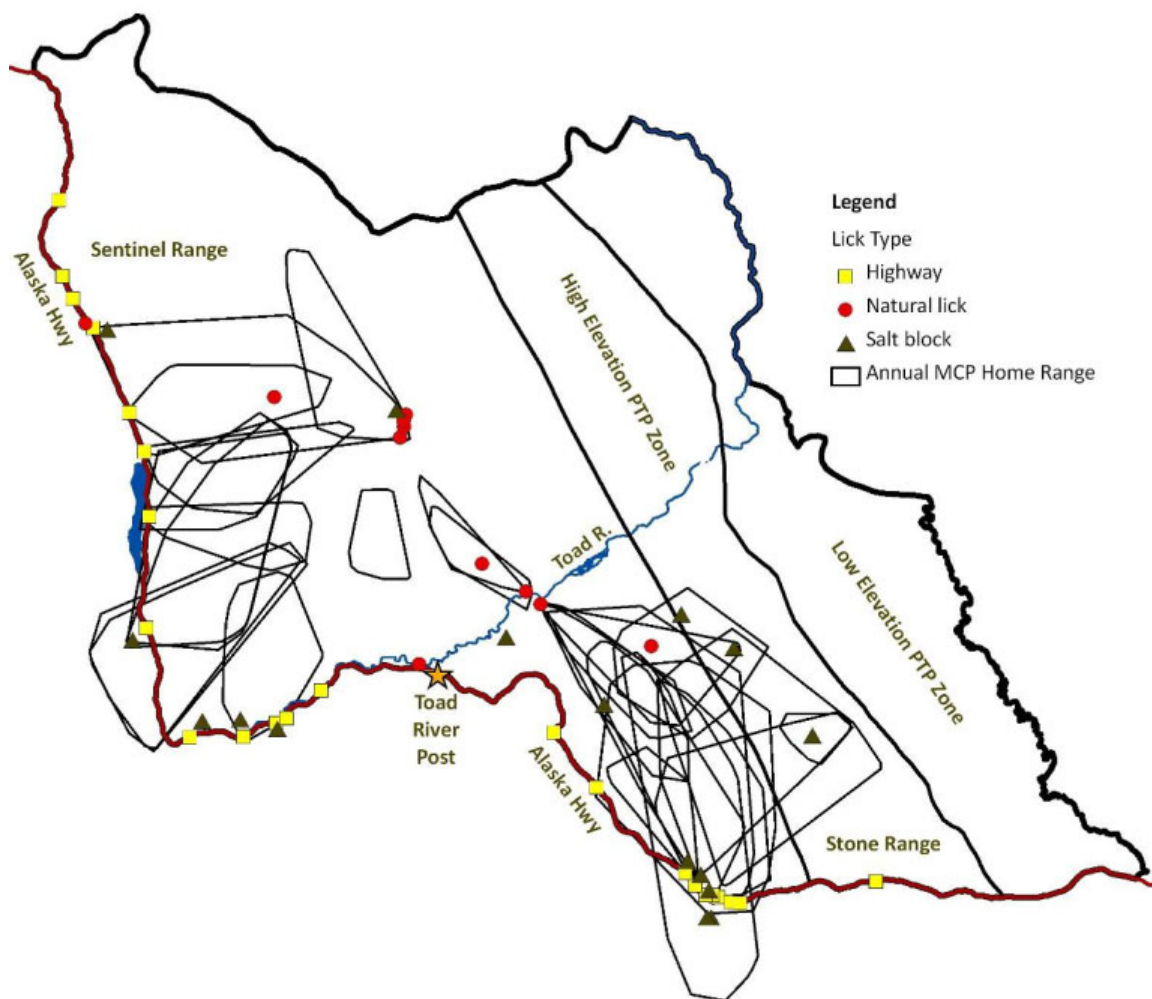 Sentinel Range
Alaska Hwy
High Elevation PTP Zone
Legend
Lick Type
Highway
Natural lick
Salt block
Annual MCP Home Range
Toad R.
Low Elevation PTP Zone
Toad
River
Post
Alaska Hwy
Stone Range